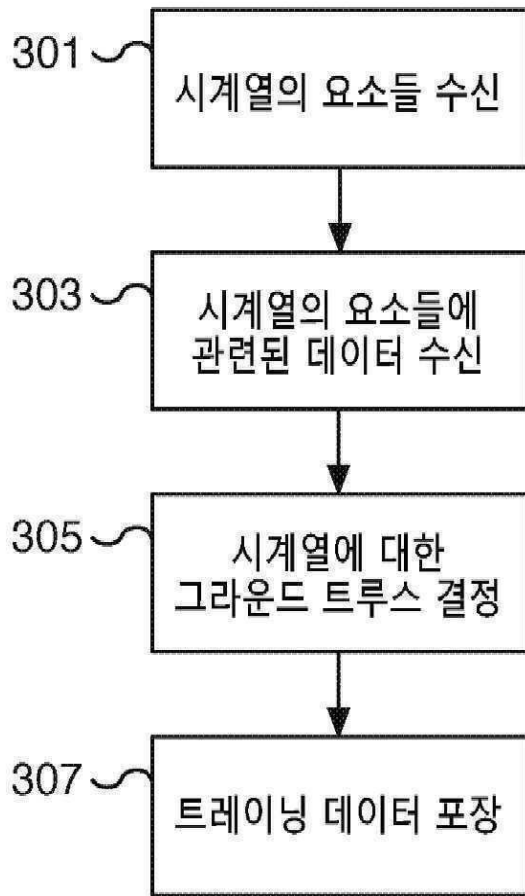 301
시계열의 요소들 수신
303
시계열의 요소들에
관련된 데이터 수신
305
시계열에 대한
그라운드 트루스 결정
307
트레이닝 데이터 포장